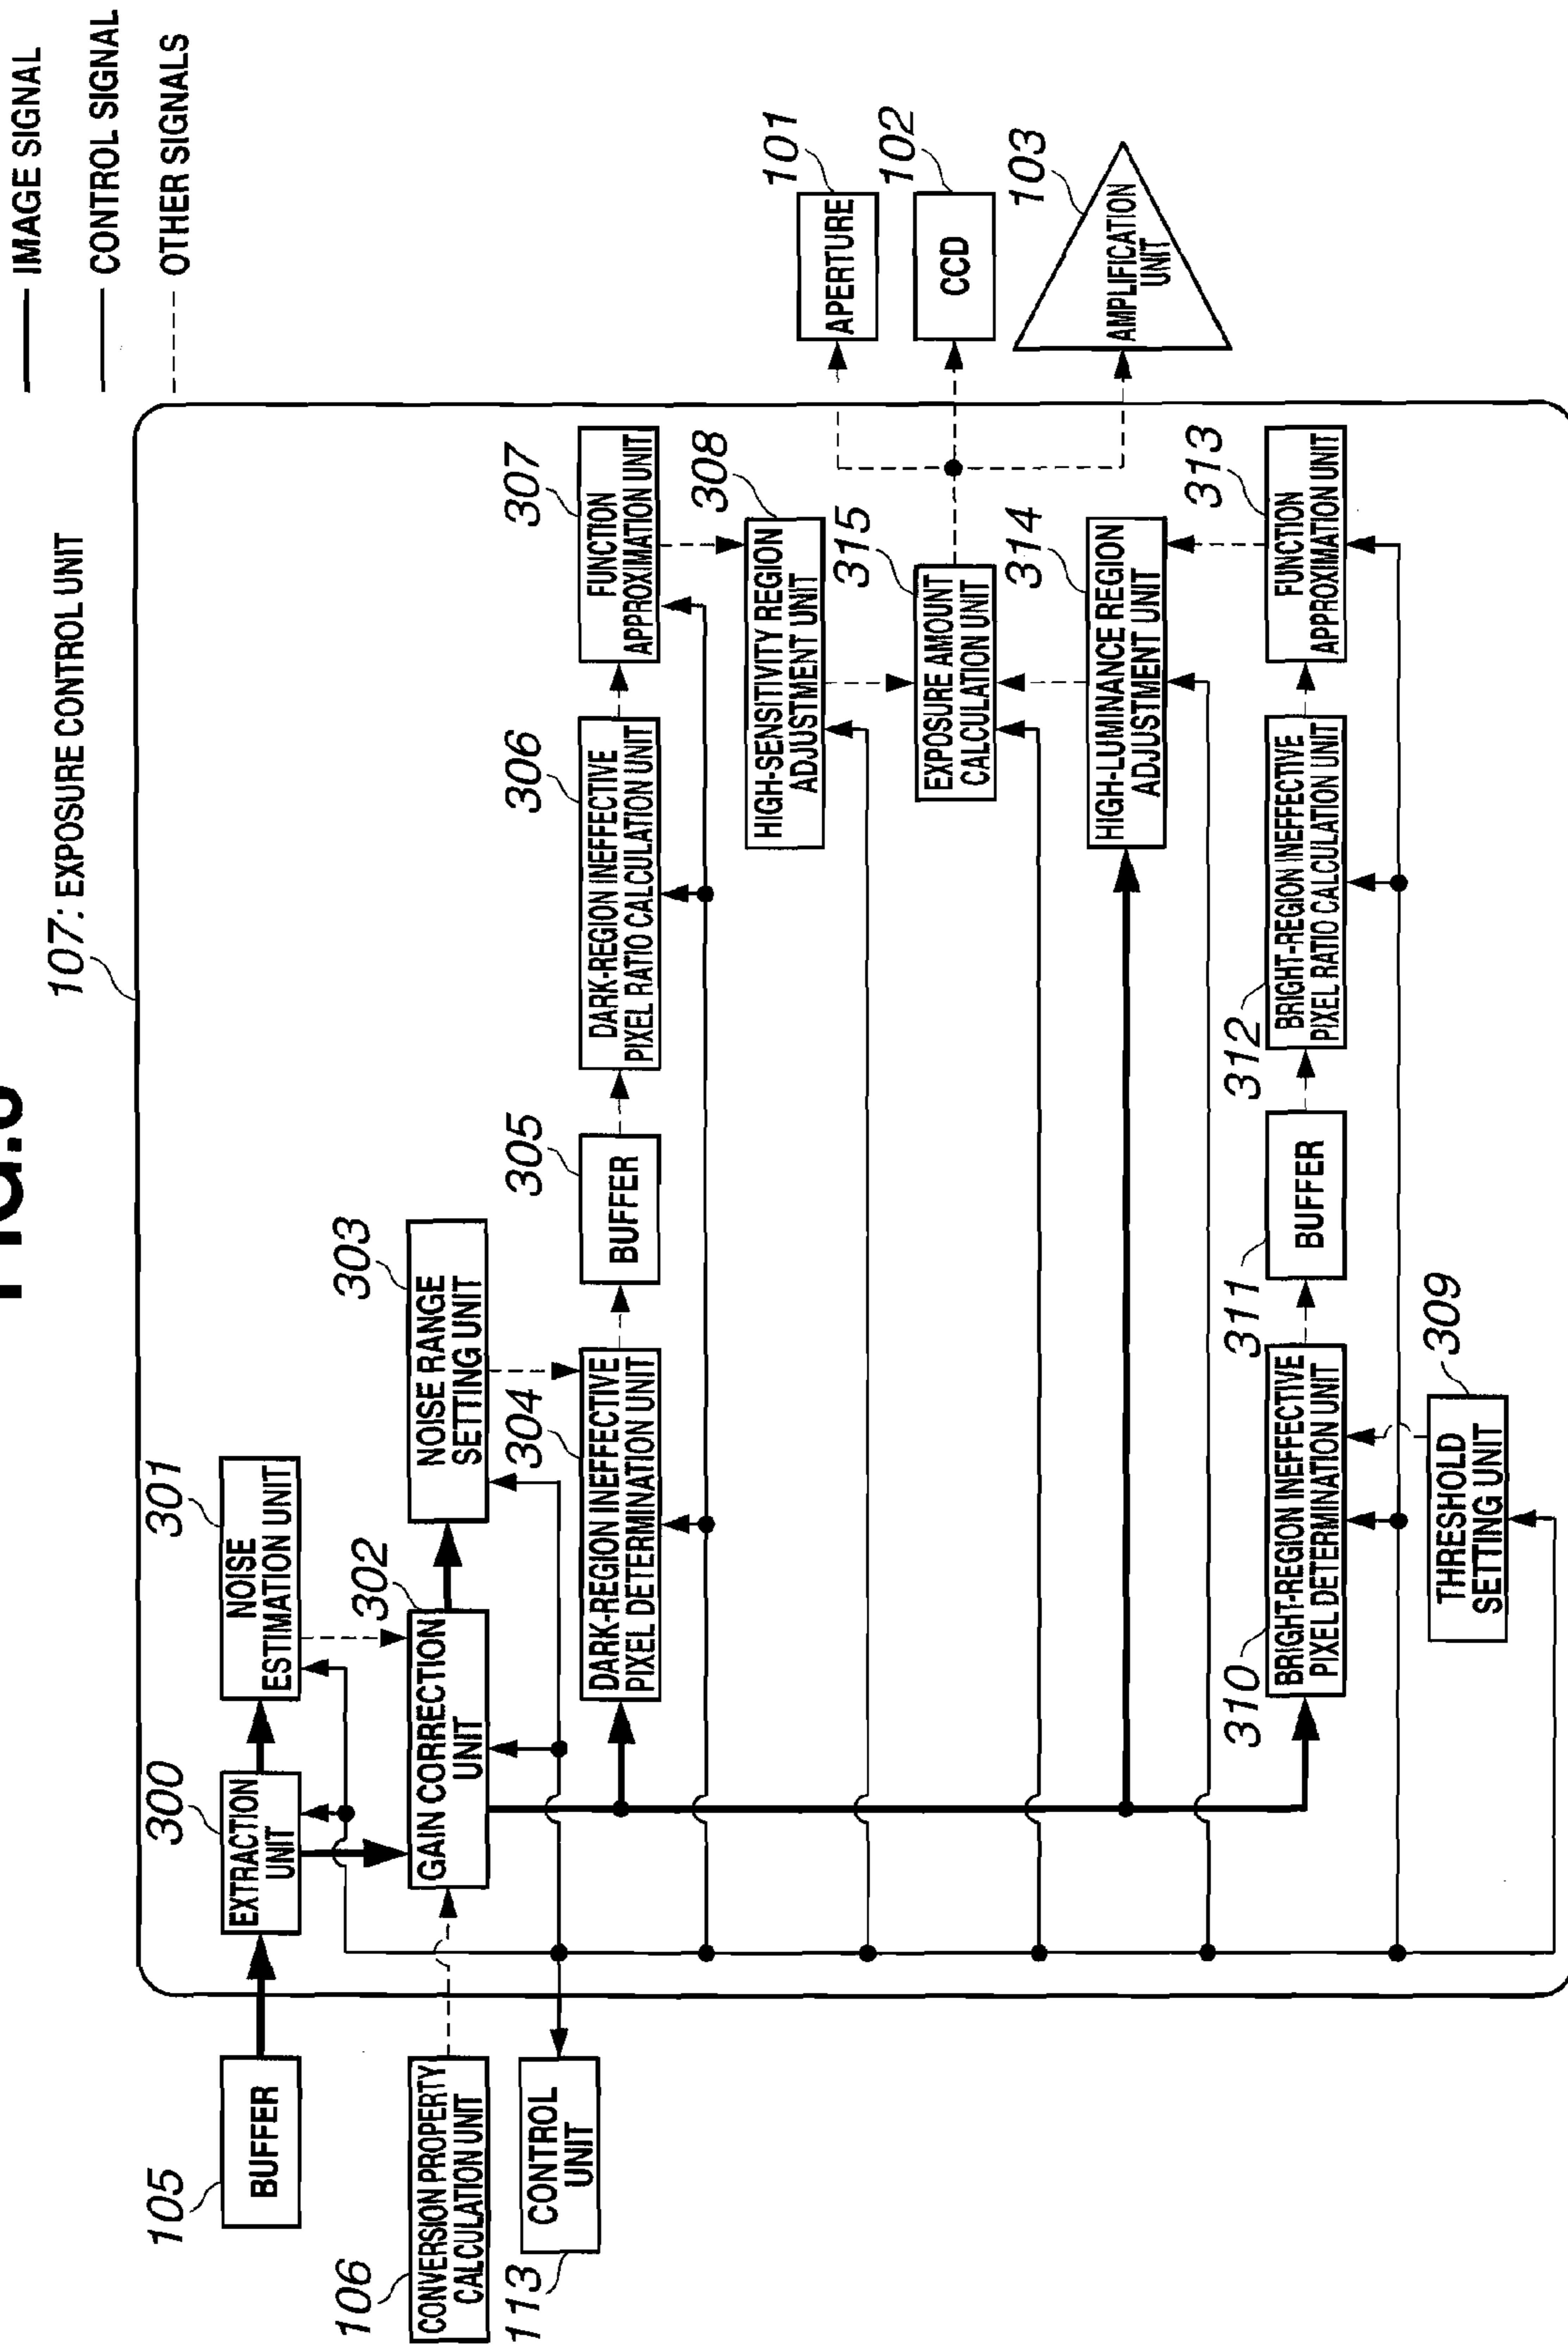 IMAGE SIGNAL
CONTROL SIGNAL
OTHER SIGNALS
107: EXPOSURE CONTROL UNIT
105
BUFFER
300
EXTRACTION
UNIT
301
NOISE
ESTIMATION UNIT
106
CONVERSION PROPERTY
CALCULATION UNIT
302
GAIN CORRECTION
UNIT
303
NOISE RANGE
SETTING UNIT
113
CONTROL
UNIT
304
DARK-REGION INEFFECTIVE
PIXEL DETERMINATION UNIT
305
BUFFER
306
DARK-REGION INEFFECTIVE
PIXEL RATIO CALCULATION UNIT
307
FUNCTION
APPROXIMATION UNIT
308
HIGH-SENSITIVITY REGION
ADJUSTMENT UNIT
101
APERTURE
315
EXPOSURE AMOUNT
CALCULATION UNIT
102
CCD
314
HIGH-LUMINANCE REGION
ADJUSTMENT UNIT
103
AMPLIFICATION
UNIT
310
BRIGHT-REGION INEFFECTIVE
PIXEL DETERMINATION UNIT
311
BUFFER
312
BRIGHT-REGION INEFFECTIVE
PIXEL RATIO CALCULATION UNIT
313
FUNCTION
APPROXIMATION UNIT
309
THRESHOLD
SETTING UNIT